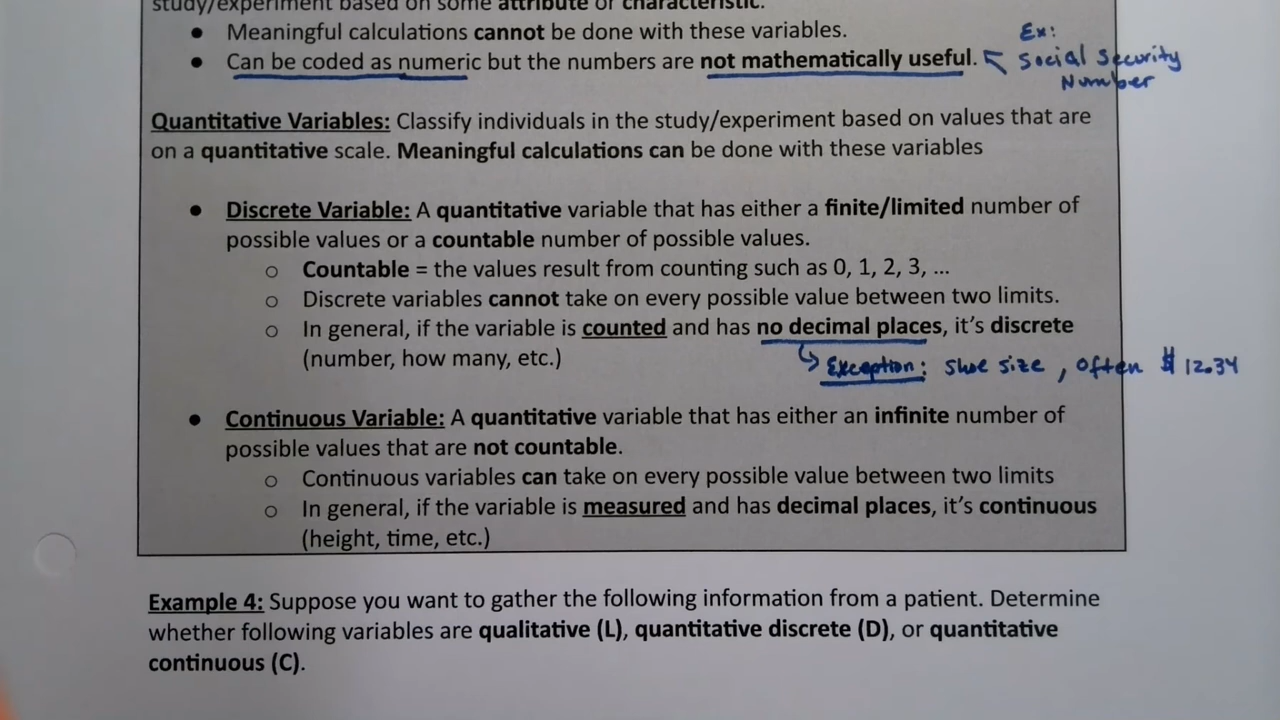 study/experiment based on some attribute or characteristic.
• Meaningful calculations cannot be done with these variables.
• Can be coded as numeric but the numbers are not mathematically useful.
Ex:
Social Security
Number
Quantitative Variables: Classify individuals in the study/experiment based on values that are
on a quantitative scale. Meaningful calculations can be done with these variables
• Discrete Variable: A quantitative variable that has either a finite/limited number of
possible values or a countable number of possible values.
o Countable = the values result from counting such as 0, 1, 2, 3, ...
o Discrete variables cannot take on every possible value between two limits.
o In general, if the variable is counted and has no decimal places, it's discrete
(number, how many, etc.)
Exception: shoe size, often $ 12.34
• Continuous Variable: A quantitative variable that has either an infinite number of
possible values that are not countable.
o Continuous variables can take on every possible value between two limits
o In general, if the variable is measured and has decimal places, it's continuous
(height, time, etc.)
Example 4: Suppose you want to gather the following information from a patient. Determine
whether following variables are qualitative (L), quantitative discrete (D), or quantitative
continuous (C).